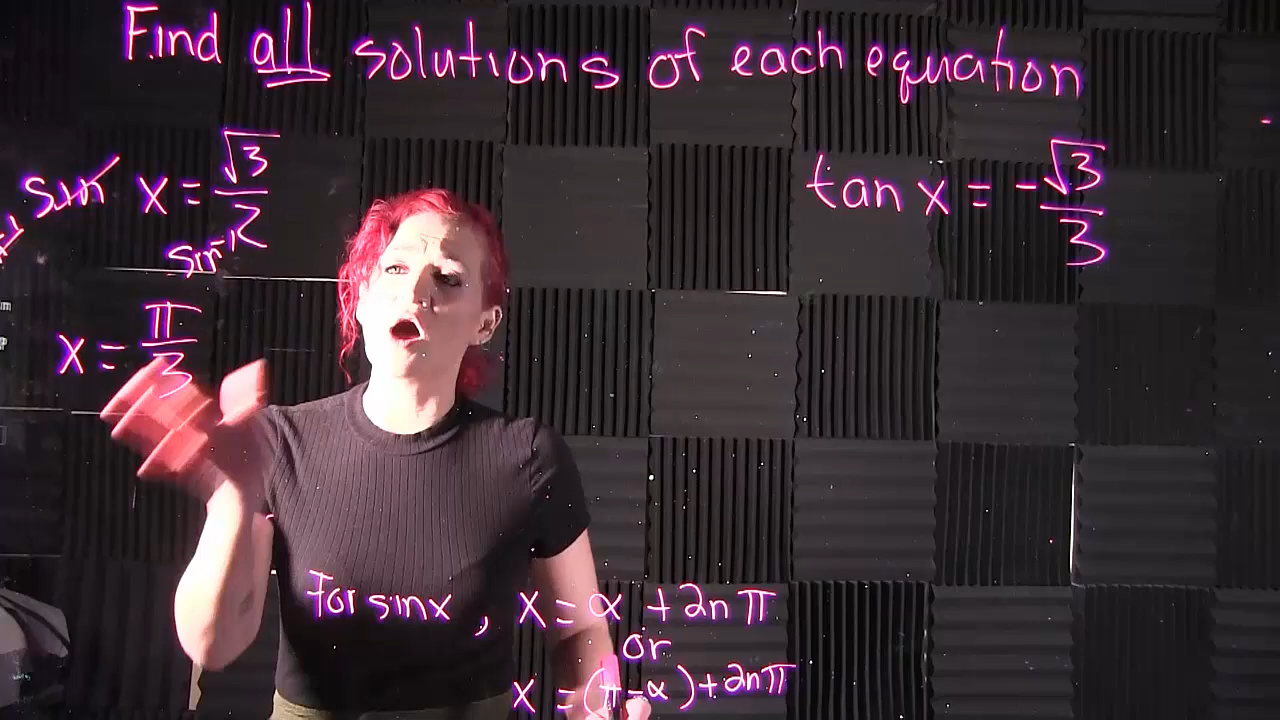 Find all solutions of each equation
sin x = √3/2
sin⁻¹
x = π/3
tan x = -√3/3
For sinx, x = α + 2nπ
or
x = (π-α)+2nπ